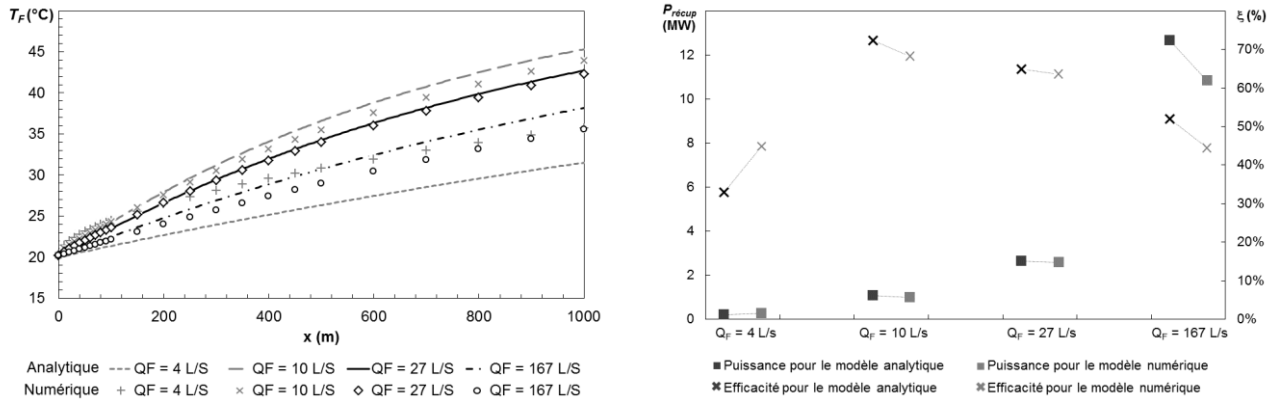 T_F (°C)
45
40
35
30
25
20
15
0
200
400
600
800
1000
x (m)
Analytique QF = 4 L/S QF = 10 L/S QF = 27 L/S QF = 167 L/S
Numérique QF = 4 L/S QF = 10 L/S QF = 27 L/S QF = 167 L/S
P_récup
(MW)
12
10
8
6
4
2
0
ξ (%)
70%
60%
50%
40%
30%
20%
10%
0%
Q_F = 4 L/s
Q_F = 10 L/s
Q_F = 27 L/s
Q_F = 167 L/s
Puissance pour le modèle analytique
Puissance pour le modèle numérique
Efficacité pour le modèle analytique
Efficacité pour le modèle numérique